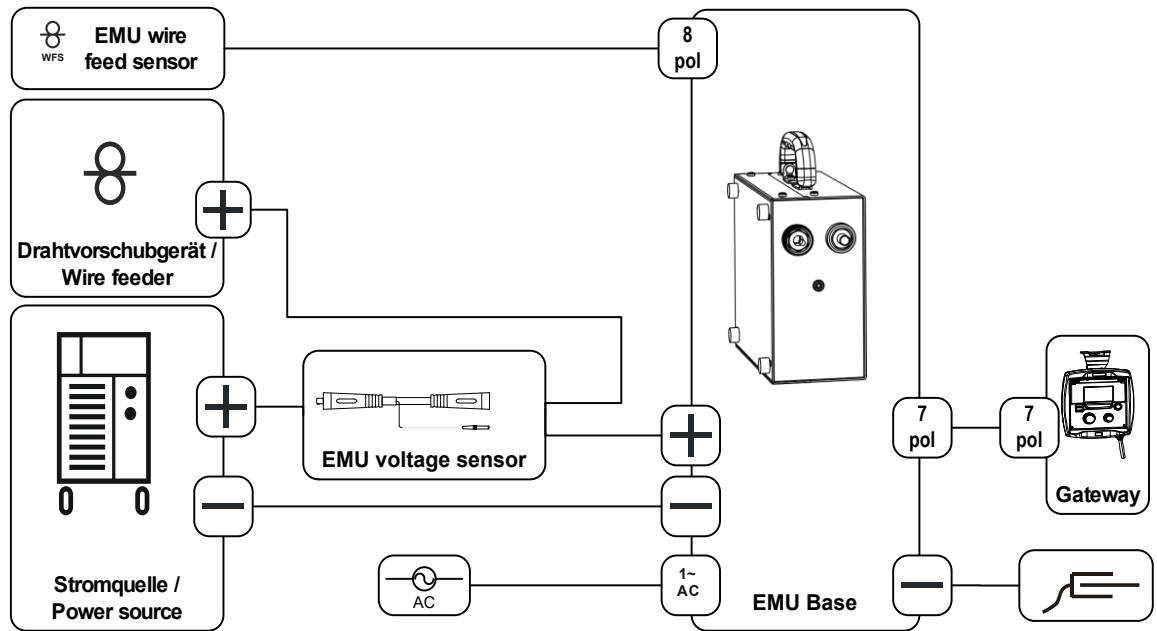 WFS
EMU wire
feed sensor
8
pol
Drahtvorschubgerät /
Wire feeder
EMU voltage sensor
7
pol
7
pol
Gateway
Stromquelle /
Power source
AC
1~
AC
EMU Base